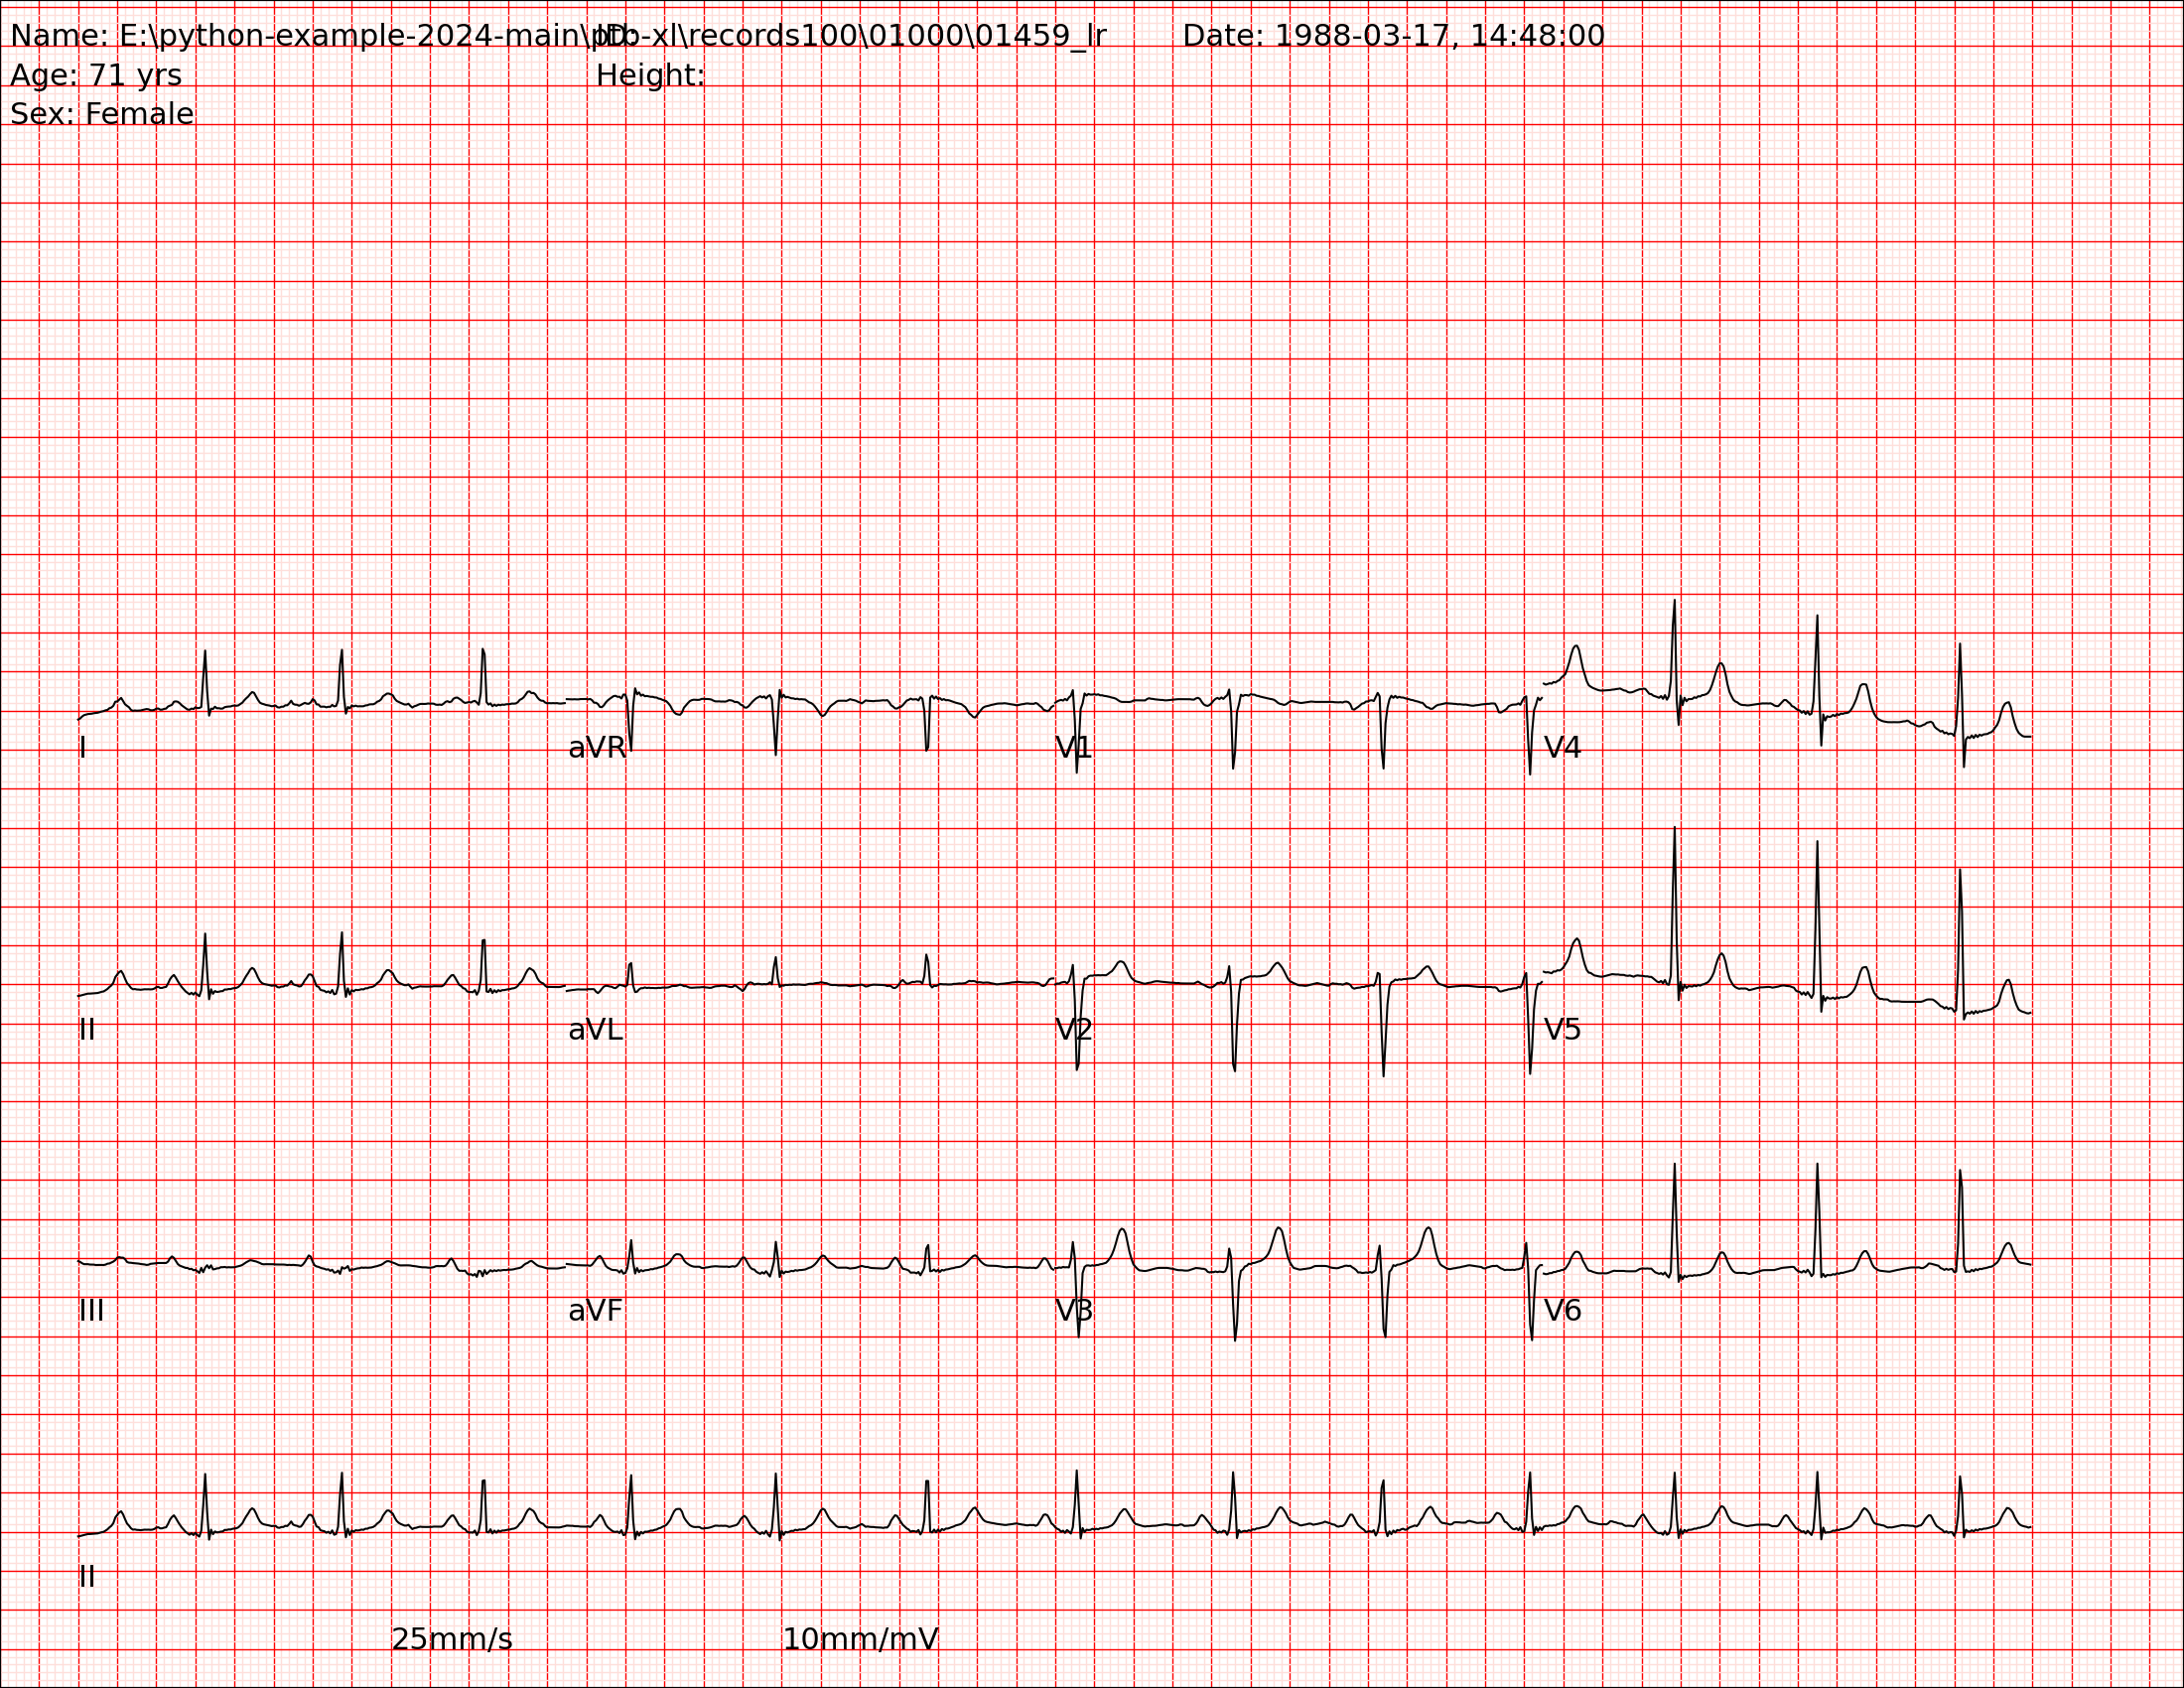 Name: E:\python-example-2024-main\ptb-xl\records100\01000\01459_lr ID: Date: 1988-03-17, 14:48:00
Age: 71 yrs Height:
Sex: Female
I aVR V1 V4
II aVL V2 V5
III aVF V3 V6
II
25mm/s 10mm/mV